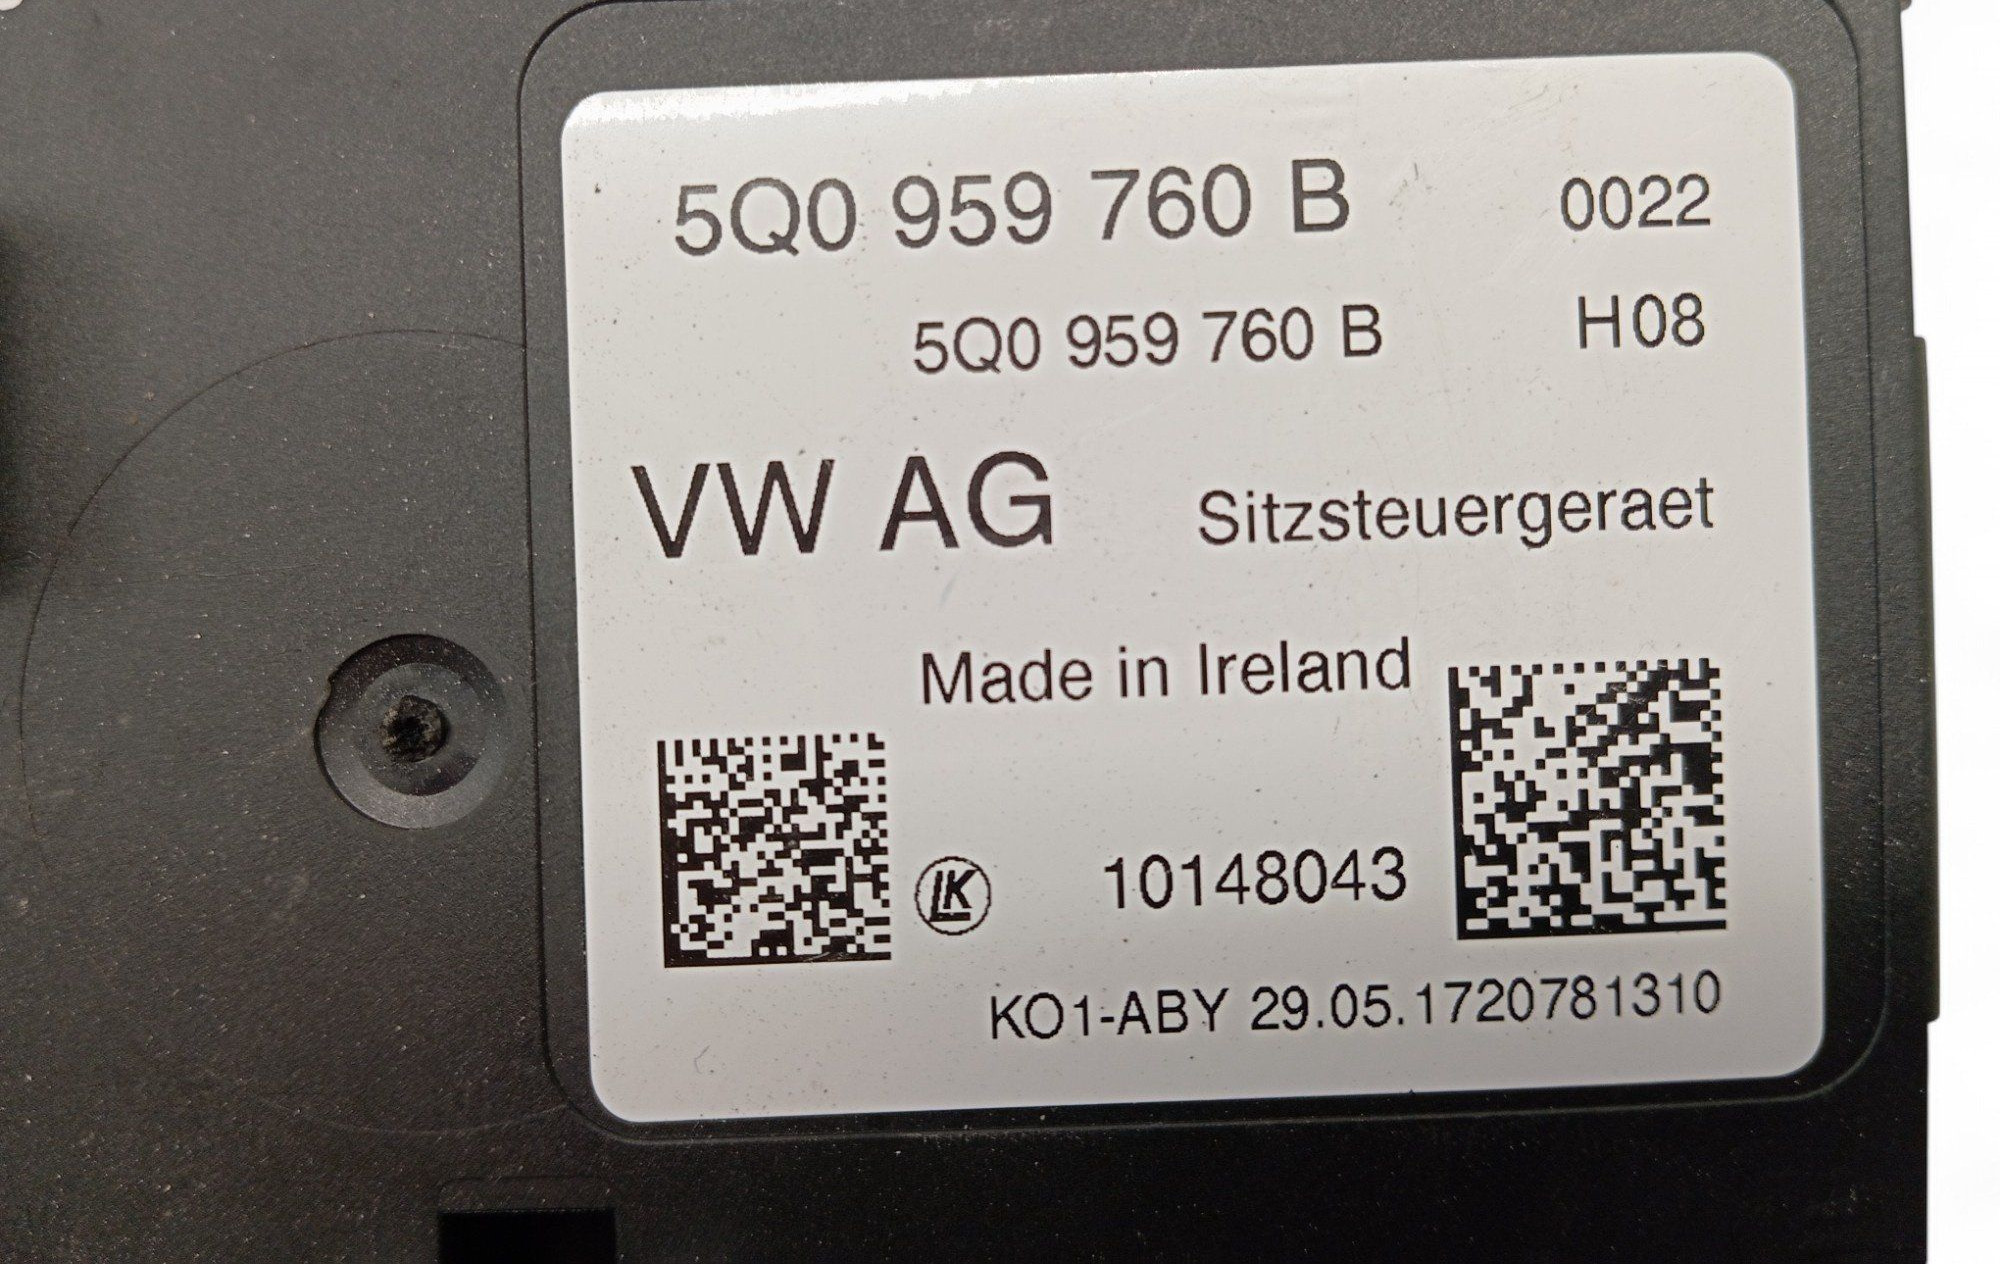 5Q0 959 760 B 0022
5Q0 959 760 B H08
VW AG Sitzsteuergeraet
Made in Ireland
LK 10148043
KO1-ABY 29.05.1720781310